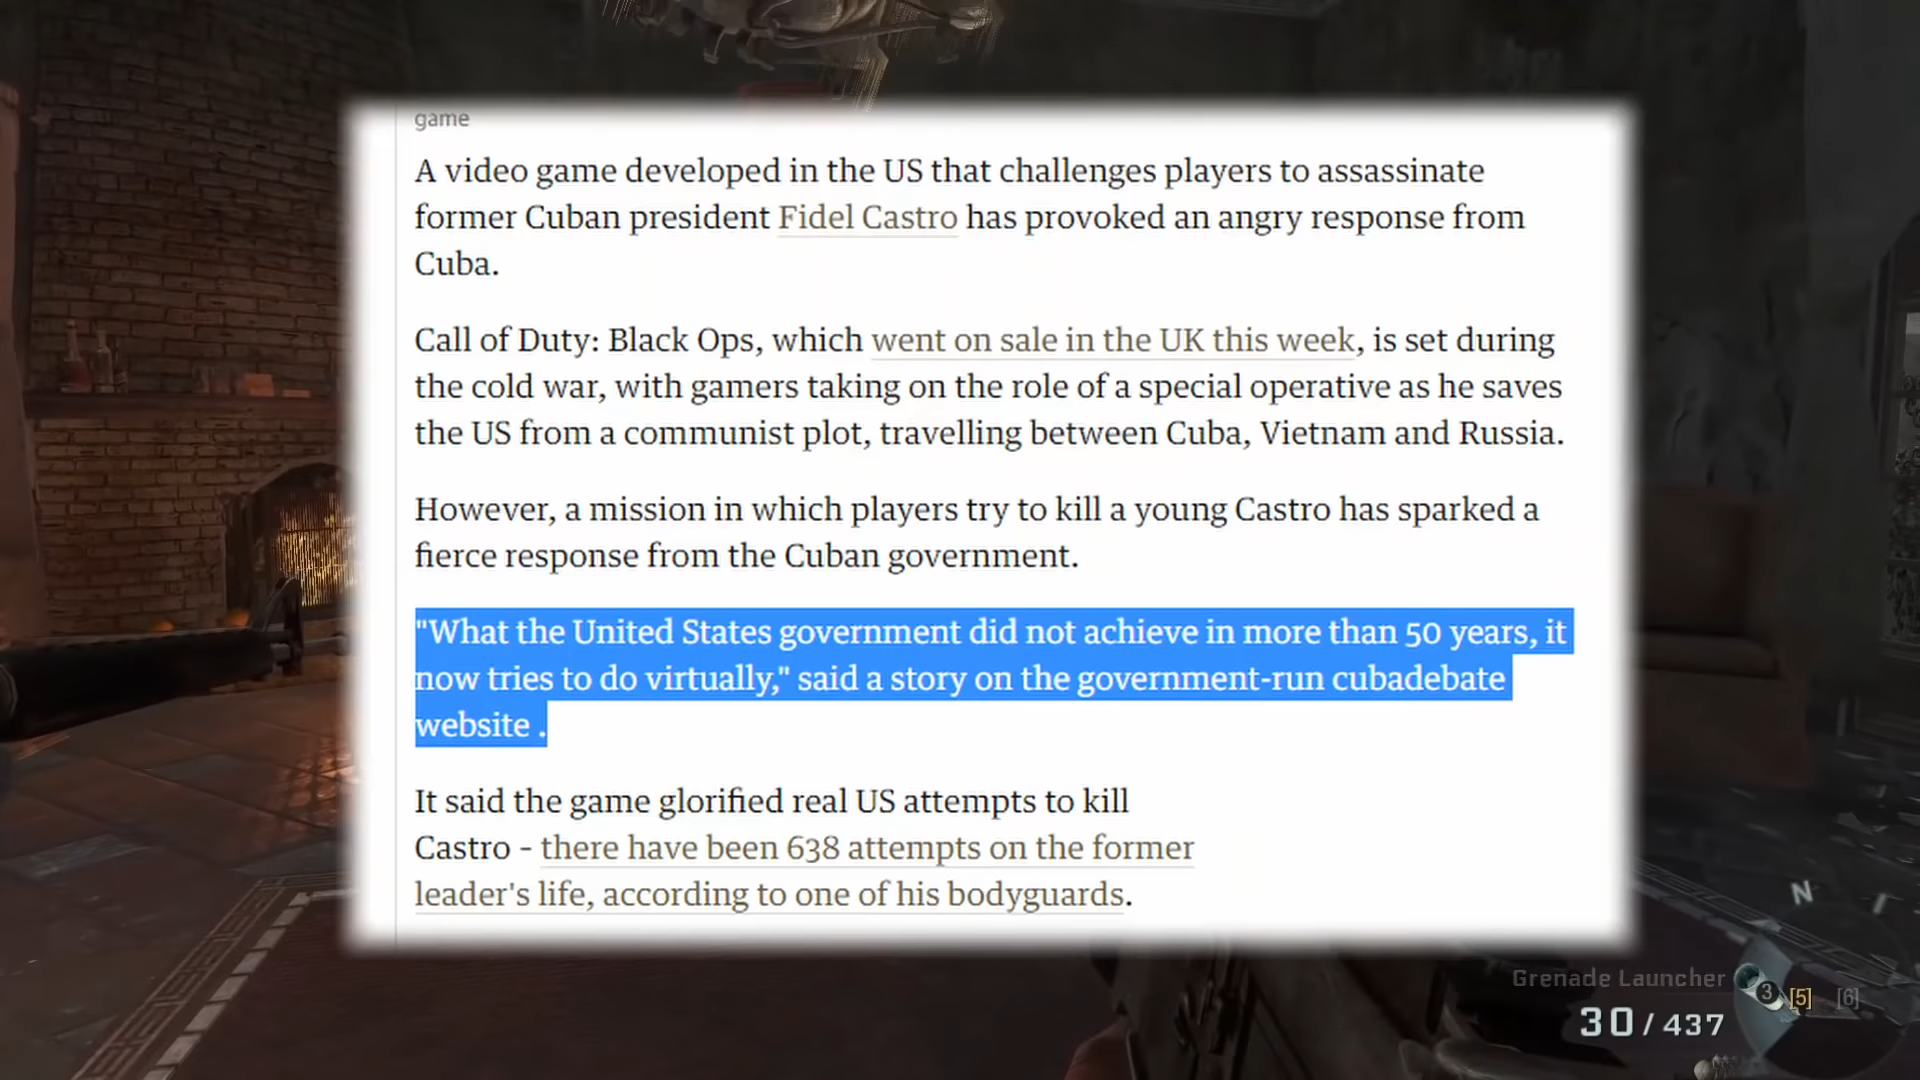 game
A video game developed in the US that challenges players to assassinate
former Cuban president Fidel Castro has provoked an angry response from
Cuba.
Call of Duty: Black Ops, which went on sale in the UK this week, is set during
the cold war, with gamers taking on the role of a special operative as he saves
the US from a communist plot, travelling between Cuba, Vietnam and Russia.
However, a mission in which players try to kill a young Castro has sparked a
fierce response from the Cuban government.
"What the United States government did not achieve in more than 50 years, it
now tries to do virtually," said a story on the government-run cubadebate
website .
It said the game glorified real US attempts to kill
Castro - there have been 638 attempts on the former
leader's life, according to one of his bodyguards.
N
Grenade Launcher
3 [5] [6]
30/437